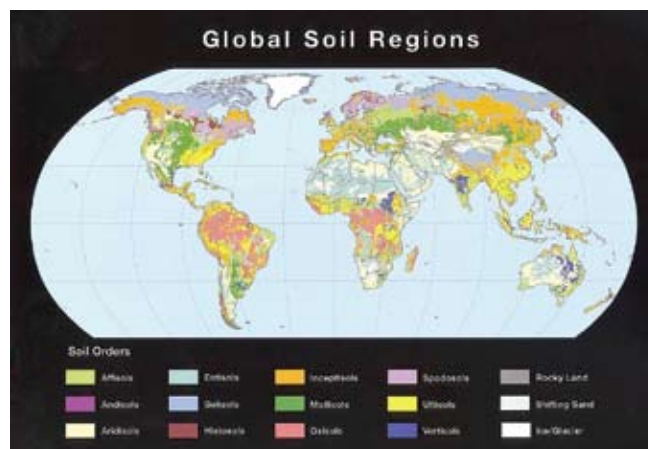 Global Soil Regions
Soil Orders
Alfisols Entisols Inceptisols Spodosols Rocky Land
Andisols Gelisols Mollisols Ultisols Shifting Sand
Aridisols Histosols Oxisols Vertisols Ice/Glacier